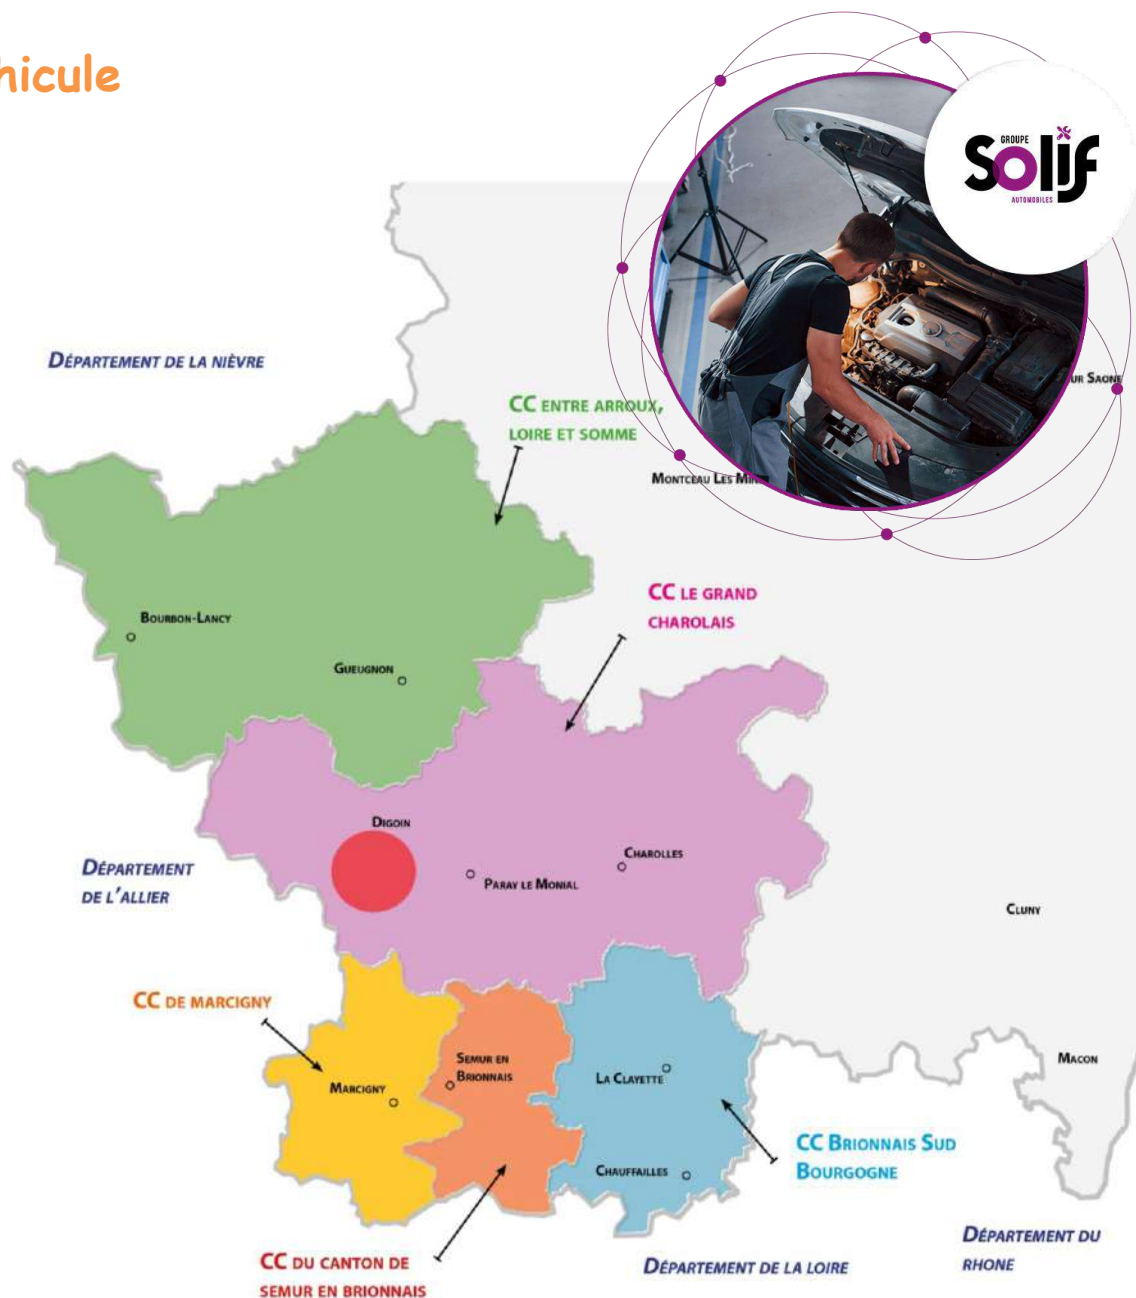 hicule
GROUPE
Solif
AUTOMOBILES
DÉPARTEMENT DE LA NIÈVRE
UR SAONE
CC ENTRE ARROUX,
LOIRE ET SOMME
MONTCEAU LES MIN
CC LE GRAND
CHAROLAIS
BOURBON-LANCY
GUEUGNON
DIGOIN
CHAROLLES
DÉPARTEMENT
DE L'ALLIER
PARAY LE MONIAL
CLUNY
CC DE MARCIGNY
SEMUR EN
BRIONNAIS
MACON
LA CLAYETTE
MARCIGNY
CC BRIONNAIS SUD
BOURGOGNE
CHAUFFAILLES
DÉPARTEMENT DU
RHONE
CC DU CANTON DE
SEMUR EN BRIONNAIS
DÉPARTEMENT DE LA LOIRE